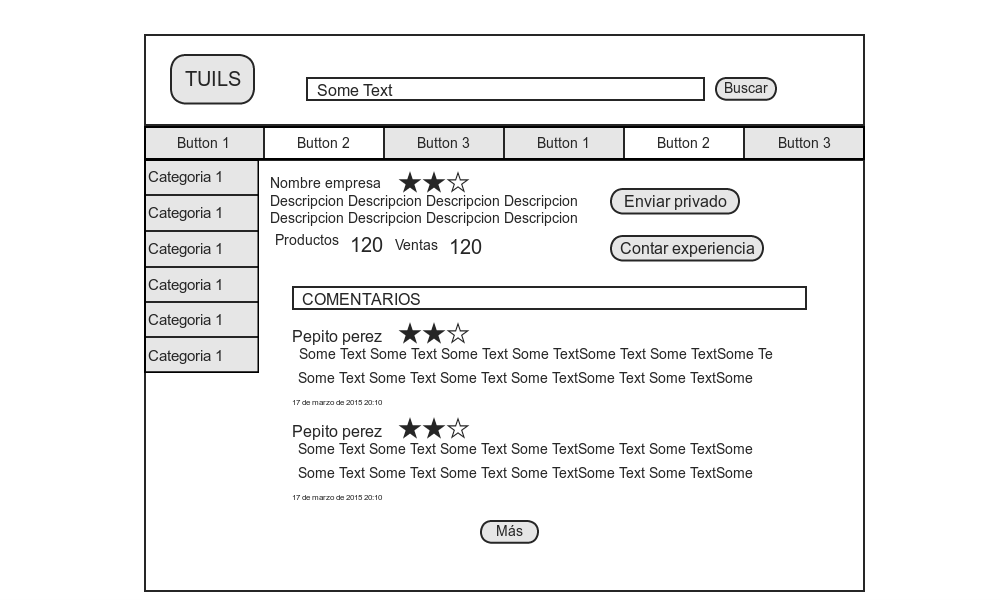 TUILS
Some Text
Buscar
Button 1 Button 2 Button 3 Button 1 Button 2 Button 3
Categoria 1
Categoria 1
Categoria 1
Categoria 1
Categoria 1
Categoria 1
Nombre empresa
Descripcion Descripcion Descripcion Descripcion
Descripcion Descripcion Descripcion Descripcion
Productos 120 Ventas 120
Enviar privado
Contar experiencia
COMENTARIOS
Pepito perez
Some Text Some Text Some Text Some TextSome Text Some TextSome Te
Some Text Some Text Some Text Some TextSome Text Some TextSome
17 de marzo de 2015 20:10
Pepito perez
Some Text Some Text Some Text Some TextSome Text Some TextSome
Some Text Some Text Some Text Some TextSome Text Some TextSome
17 de marzo de 2015 20:10
Más